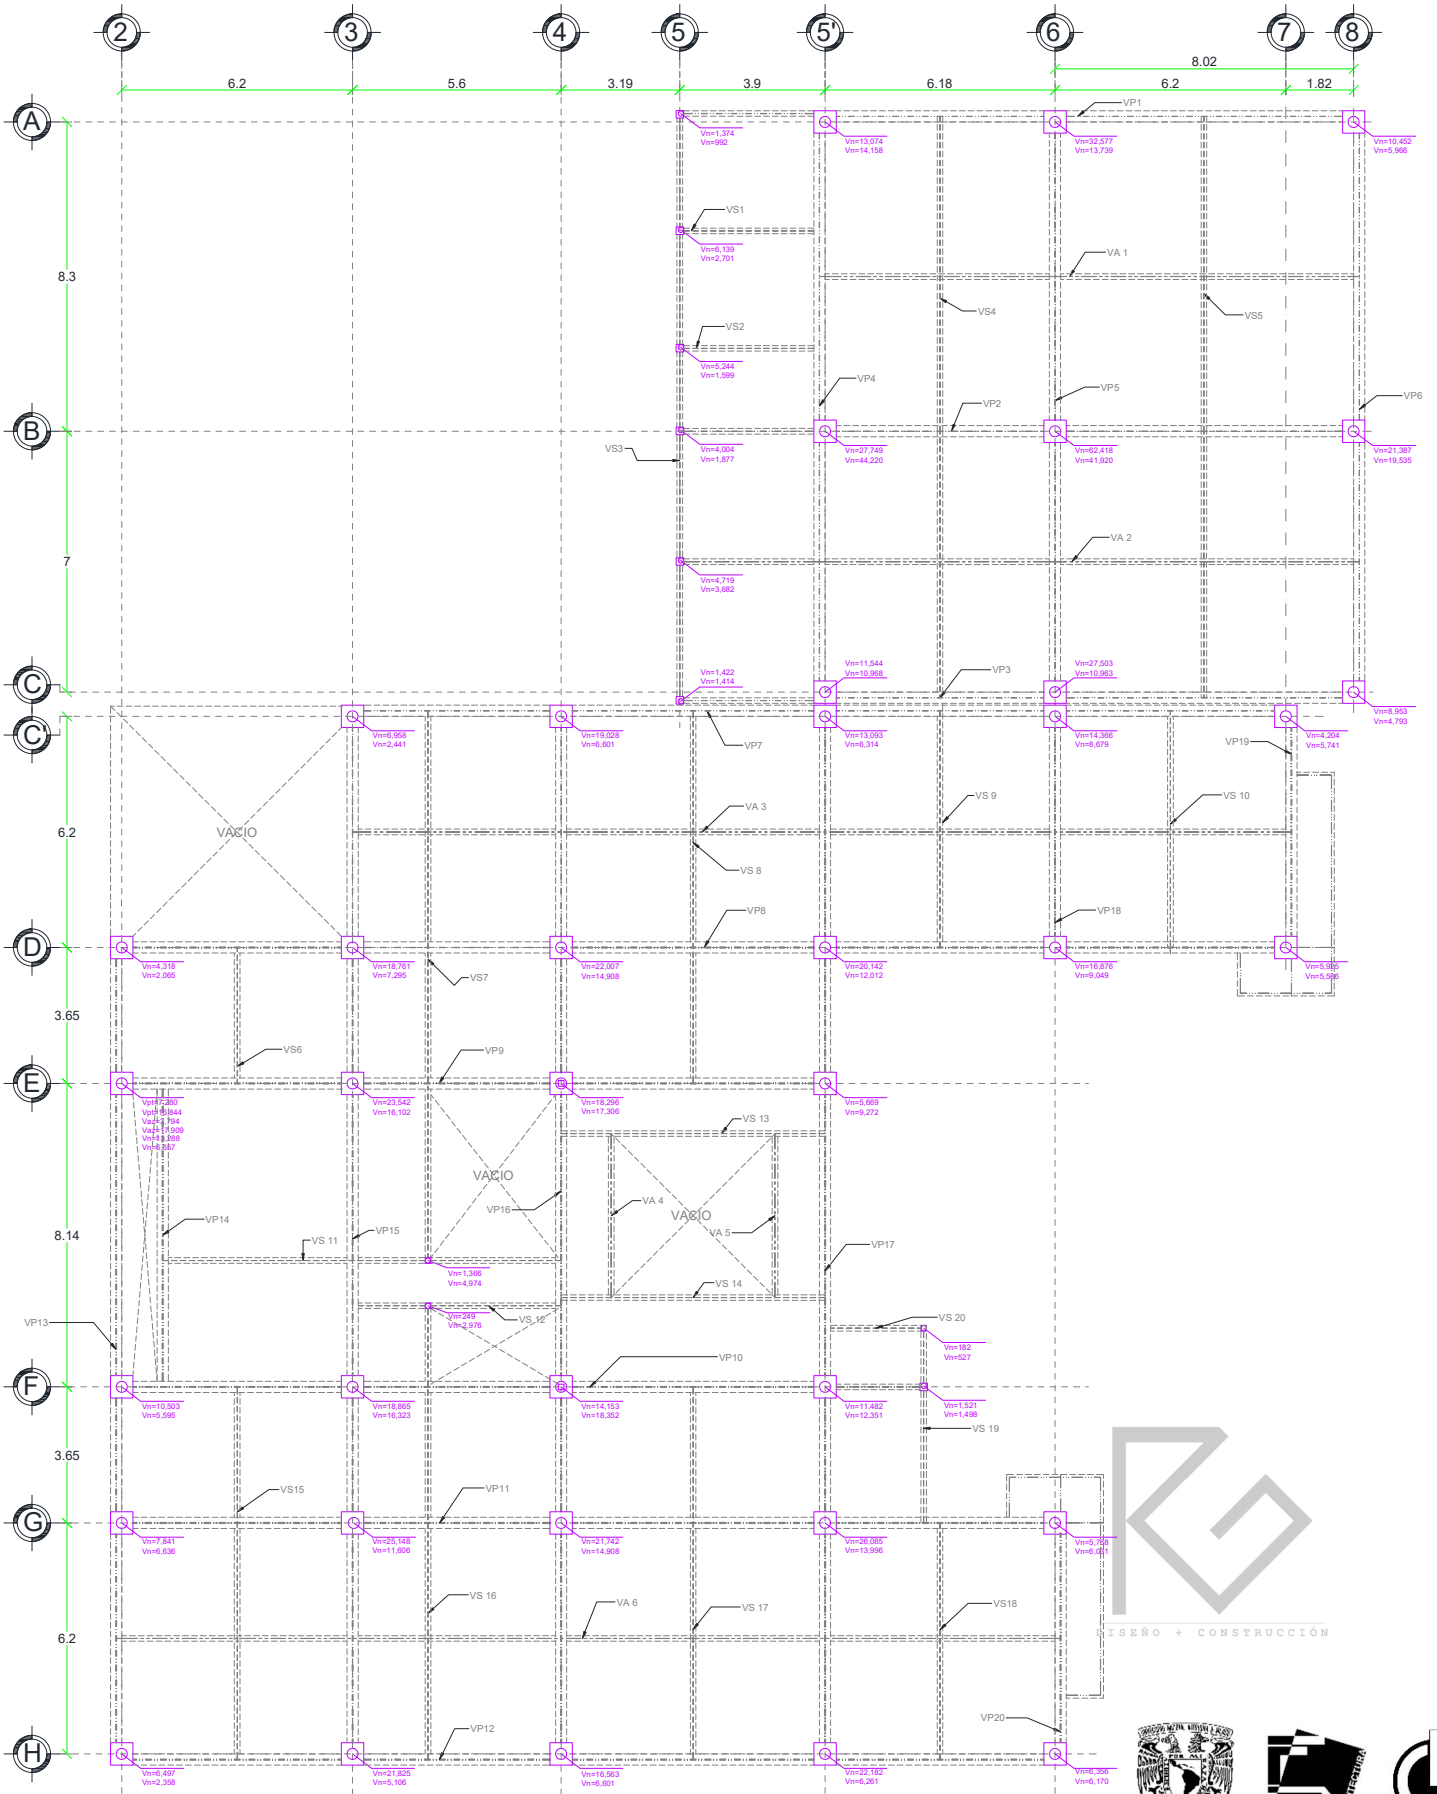 2 3 4 5 5' 6 7 8
8.02
6.2 5.6 3.19 3.9 6.18 6.2 1.82
VP1
A
Vn=1,374
Vn=992
Vn=13,074
Vn=14,158
Vn=32,577
Vn=13,739
Vn=10,452
Vn=5,966
VS1
Vn=6,139
Vn=2,701
VA 1
8.3
VS4
VS5
VS2
Vn=5,244
Vn=1,599
VP4
VP5
VP6
VP2
B
VS3
Vn=4,004
Vn=1,877
Vn=27,749
Vn=44,220
Vn=62,418
Vn=41,920
Vn=21,387
Vn=19,535
VA 2
7
Vn=4,719
Vn=3,682
Vn=1,422
Vn=1,414
Vn=11,544
Vn=10,968
Vn=27,503
Vn=10,963
VP3
C
Vn=8,953
Vn=4,793
C'
Vn=6,958
Vn=2,441
Vn=19,028
Vn=6,601
VP7
Vn=13,093
Vn=6,314
Vn=14,366
Vn=8,679
VP19
Vn=4,204
Vn=5,741
VS 9
VS 10
VA 3
6.2
VACIO
VS 8
VP8
VP18
D
Vn=4,318
Vn=2,065
Vn=18,761
Vn=7,295
VS7
Vn=22,007
Vn=14,908
Vn=20,142
Vn=12,012
Vn=16,876
Vn=9,049
3.65
VS6
VP9
E
Vn=23,542
Vn=16,102
Vn=18,296
Vn=17,306
Vn=5,669
Vn=9,272
VS 13
VACIO
VA 4
VP16
VACIO
VP14
VP15
VA 5
8.14
VS 11
VP17
Vn=1,366
Vn=4,974
VS 14
VS 12
Vn=249
Vn=2,976
VP13
VS 20
Vn=182
Vn=527
VP10
F
Vn=10,503
Vn=5,595
Vn=18,865
Vn=16,323
Vn=14,153
Vn=18,352
Vn=11,482
Vn=12,351
Vn=1,521
Vn=1,498
VS 19
3.65
VS15
VP11
G
Vn=7,841
Vn=6,636
Vn=25,148
Vn=11,606
Vn=21,742
Vn=14,908
Vn=26,085
Vn=13,996
VS 16
VA 6
VS 17
VS18
6.2
DISEÑO + CONSTRUCCIÓN
VP20
VP12
H
Vn=6,497
Vn=2,358
Vn=21,825
Vn=5,106
Vn=16,563
Vn=6,601
Vn=22,182
Vn=6,261
Vn=6,356
Vn=6,170